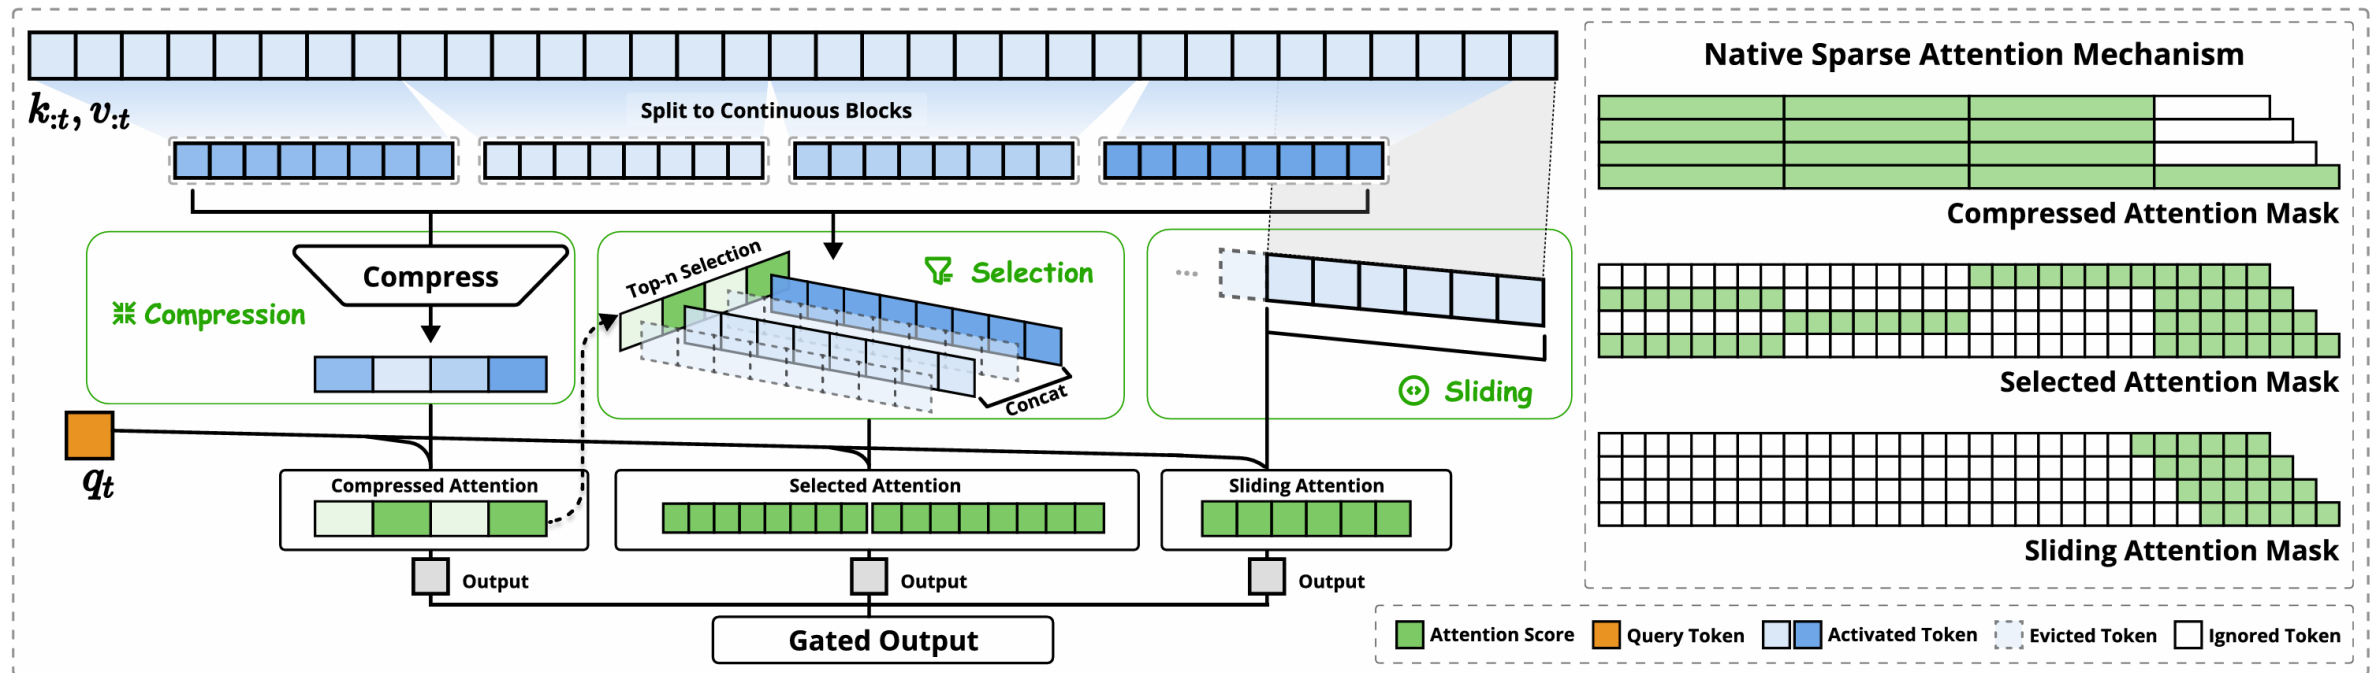 k:t, v:t
Split to Continuous Blocks
Compress
Compression
Top-n Selection
Selection
Concat
...
Sliding
qt
Compressed Attention
Selected Attention
Sliding Attention
Output
Output
Output
Gated Output
Native Sparse Attention Mechanism
Compressed Attention Mask
Selected Attention Mask
Sliding Attention Mask
Attention Score
Query Token
Activated Token
Evicted Token
Ignored Token